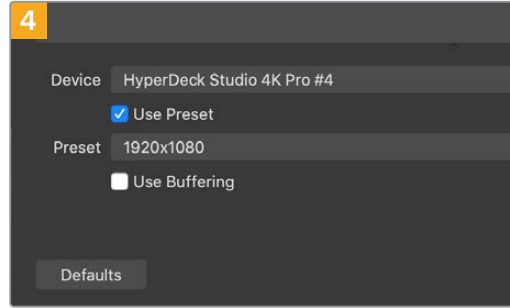 4
Device HyperDeck Studio 4K Pro #4
Use Preset
Preset 1920x1080
Use Buffering
Defaults